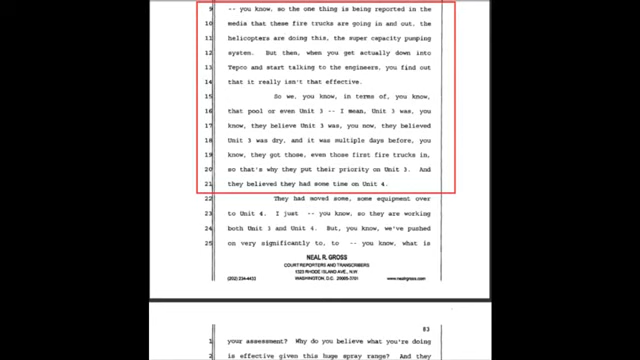 9 -- you know, so the one thing is being reported in the
10 media that these fire trucks are going in and out, the
11 helicopters are doing this, the super capacity pumping
12 system. But then, when you get actually down into
13 Tepco and start talking to the engineers, you find out
14 that it really isn't that effective.
15 So we, you know, in terms of, you know,
16 that pool or even Unit 3 -- I mean, Unit 3 was, you
17 know, they believe Unit 3 was, you now, they believed
18 Unit 3 was dry, and it was multiple days before, you
19 know, they got those, even those first fire trucks in,
20 so that's why they put their priority on Unit 3. And
21 they believed they had some time on Unit 4.
22 They had moved some, some equipment over
23 to Unit 4. I just -- you know, so they are working
24 both Unit 3 and Unit 4. But, you know, we've pushed
25 on very significantly to, to -- you know, what is
NEAL R. GROSS
COURT REPORTERS AND TRANSCRIBERS
1323 RHODE ISLAND AVE., N.W.
(202) 234-4433 WASHINGTON, D.C. 20005-3701 www.nealrgross.com
83
1 your assessment? Why do you believe what you're doing
2 is effective given this huge spray range? And they